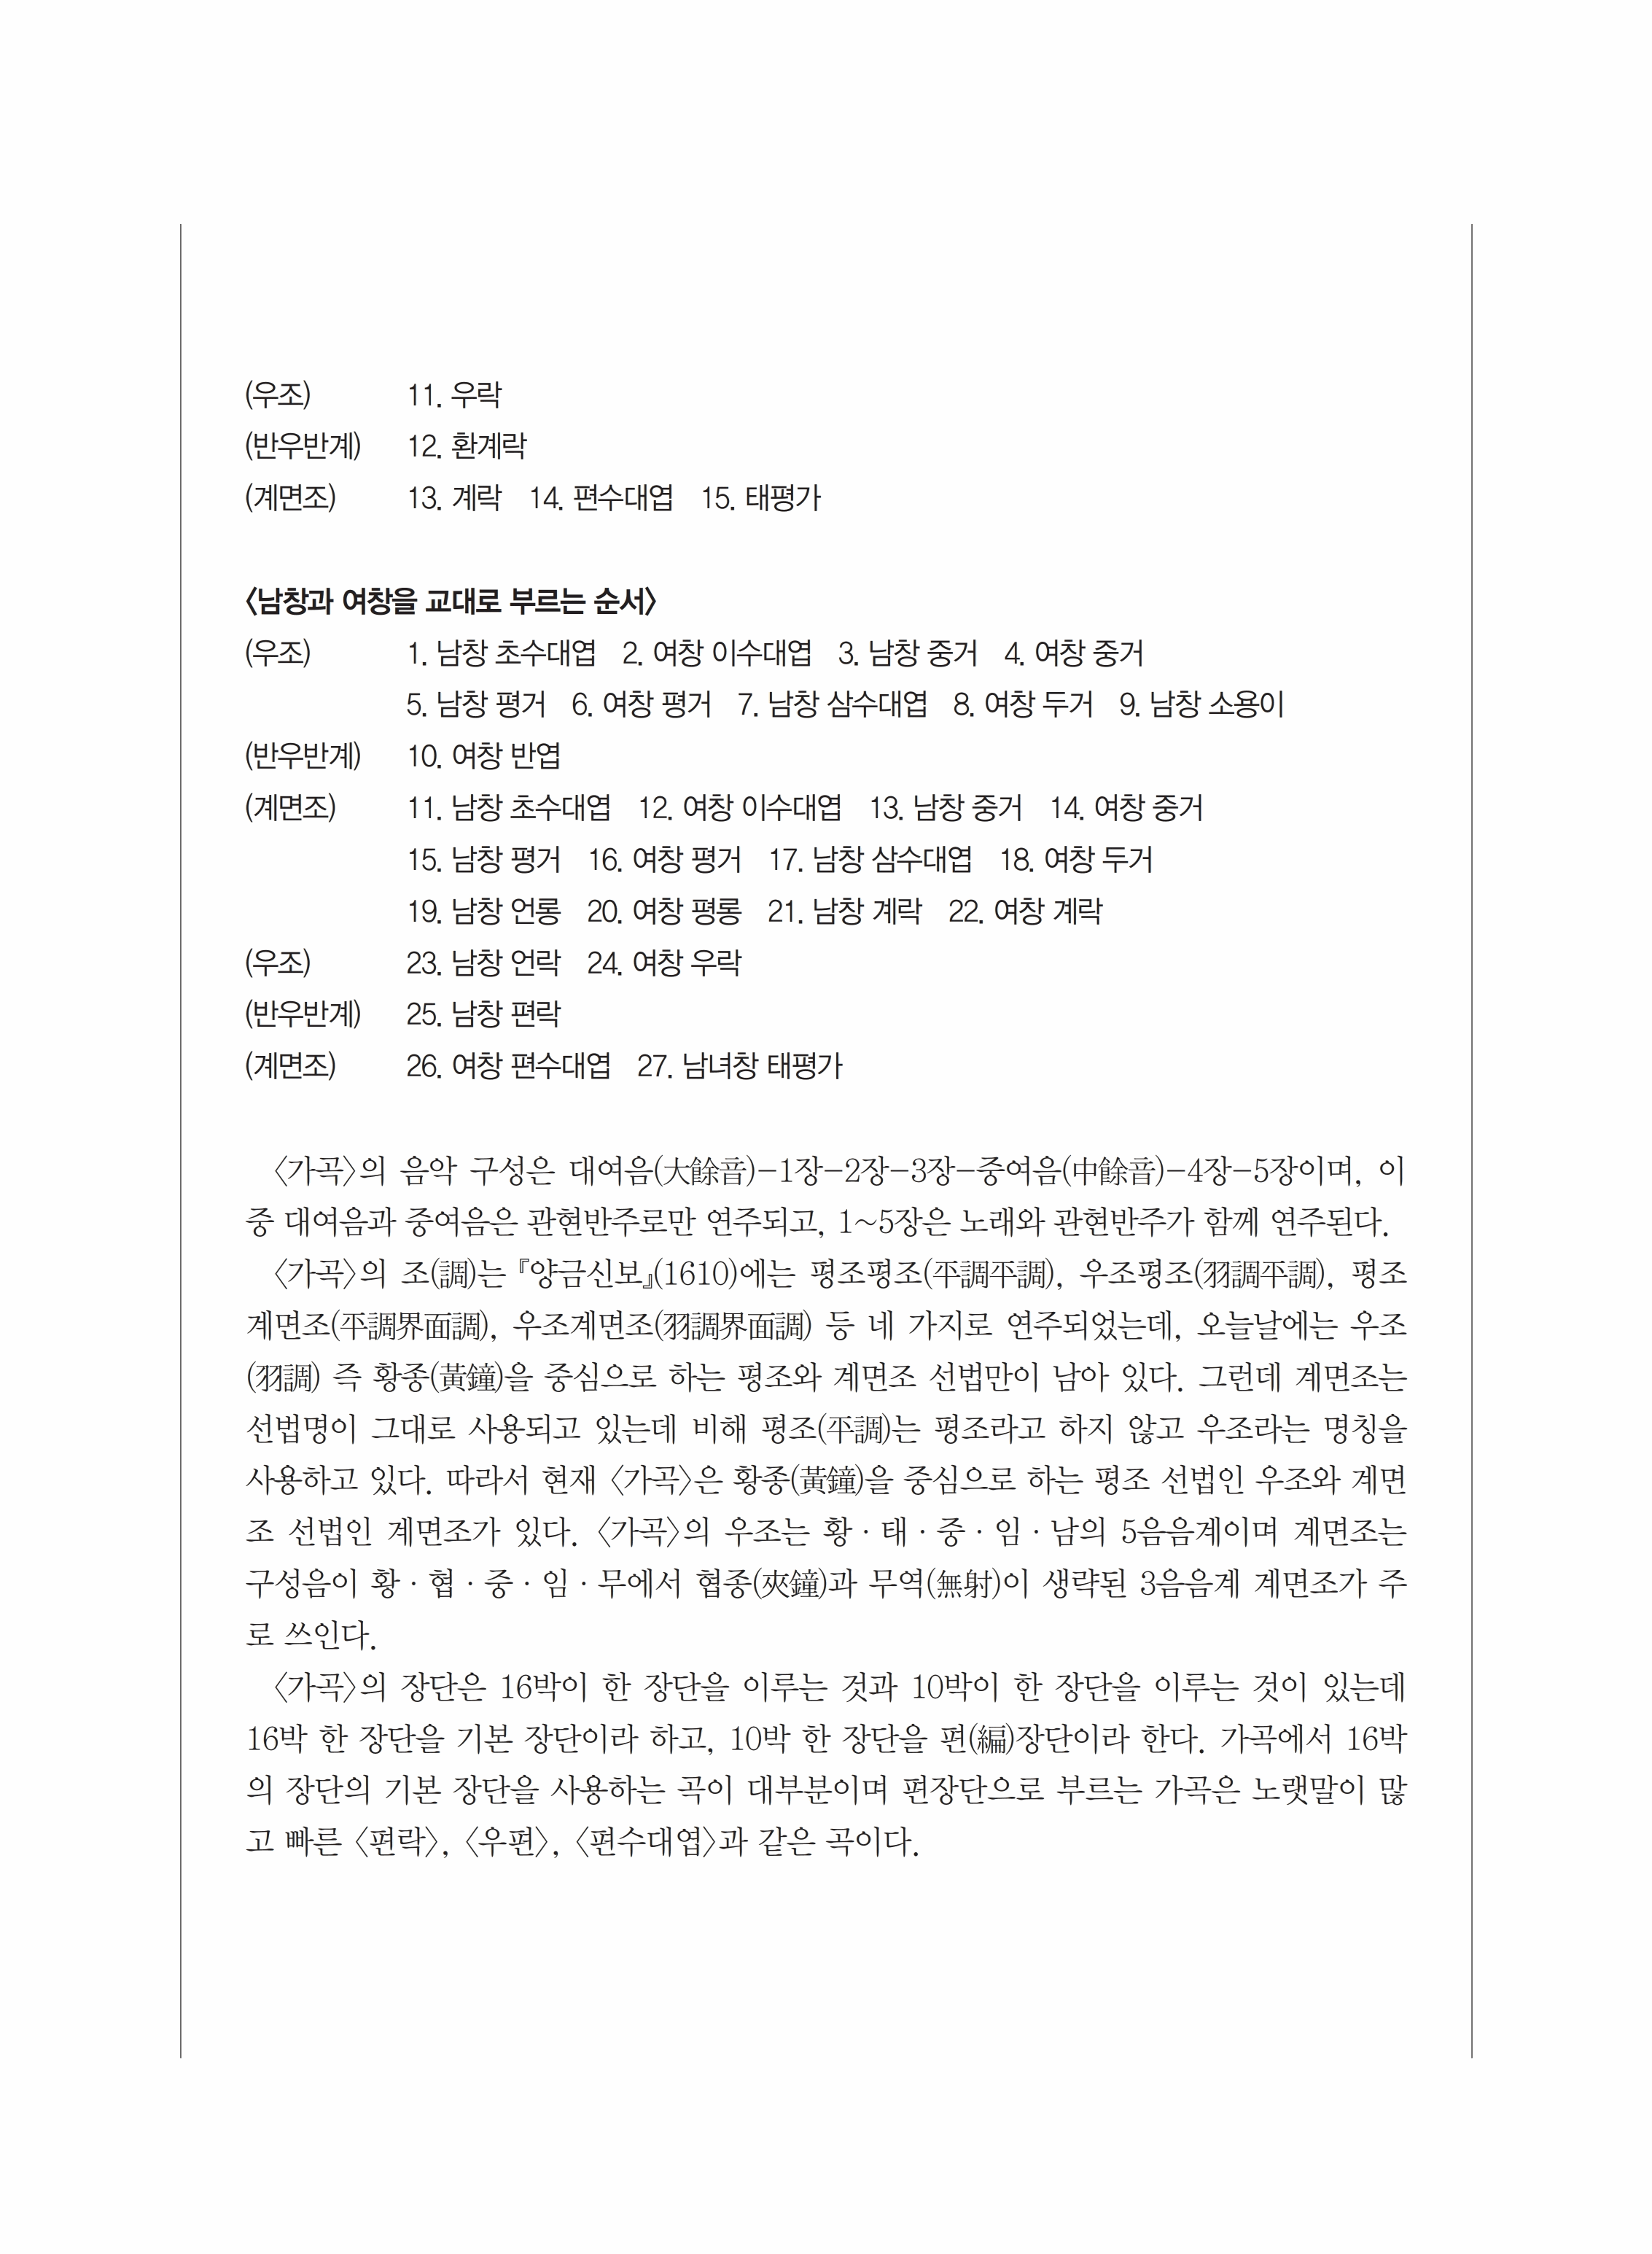 (우조) 11. 우락
(반우반계) 12. 환계락
(계면조) 13. 계락 14. 편수대엽 15. 태평가
〈남창과 여창을 교대로 부르는 순서〉
(우조) 1. 남창 초수대엽 2. 여창 이수대엽 3. 남창 중거 4. 여창 중거
5. 남창 평거 6. 여창 평거 7. 남창 삼수대엽 8. 여창 두거 9. 남창 소용이
(반우반계) 10. 여창 반엽
(계면조) 11. 남창 초수대엽 12. 여창 이수대엽 13. 남창 중거 14. 여창 중거
15. 남창 평거 16. 여창 평거 17. 남창 삼수대엽 18. 여창 두거
19. 남창 언롱 20. 여창 평롱 21. 남창 계락 22. 여창 계락
(우조) 23. 남창 언락 24. 여창 우락
(반우반계) 25. 남창 편락
(계면조) 26. 여창 편수대엽 27. 남녀창 태평가
〈가곡〉의 음악 구성은 대여음(大餘音)-1장-2장-3장-중여음(中餘音)-4장-5장이며, 이
중 대여음과 중여음은 관현반주로만 연주되고, 1~5장은 노래와 관현반주가 함께 연주된다.
〈가곡〉의 조(調)는『양금신보』(1610)에는 평조평조(平調平調), 우조평조(羽調平調), 평조
계면조(平調界面調), 우조계면조(羽調界面調) 등 네 가지로 연주되었는데, 오늘날에는 우조
(羽調) 즉 황종(黃鐘)을 중심으로 하는 평조와 계면조 선법만이 남아 있다. 그런데 계면조는
선법명이 그대로 사용되고 있는데 비해 평조(平調)는 평조라고 하지 않고 우조라는 명칭을
사용하고 있다. 따라서 현재 〈가곡〉은 황종(黃鐘)을 중심으로 하는 평조 선법인 우조와 계면
조 선법인 계면조가 있다. 〈가곡〉의 우조는 황·태·중·임·남의 5음음계이며 계면조는
구성음이 황·협·중·임·무에서 협종(夾鐘)과 무역(無射)이 생략된 3음음계 계면조가 주
로 쓰인다.
〈가곡〉의 장단은 16박이 한 장단을 이루는 것과 10박이 한 장단을 이루는 것이 있는데
16박 한 장단을 기본 장단이라 하고, 10박 한 장단을 편(編)장단이라 한다. 가곡에서 16박
의 장단의 기본 장단을 사용하는 곡이 대부분이며 편장단으로 부르는 가곡은 노랫말이 많
고 빠른 〈편락〉, 〈우편〉, 〈편수대엽〉과 같은 곡이다.